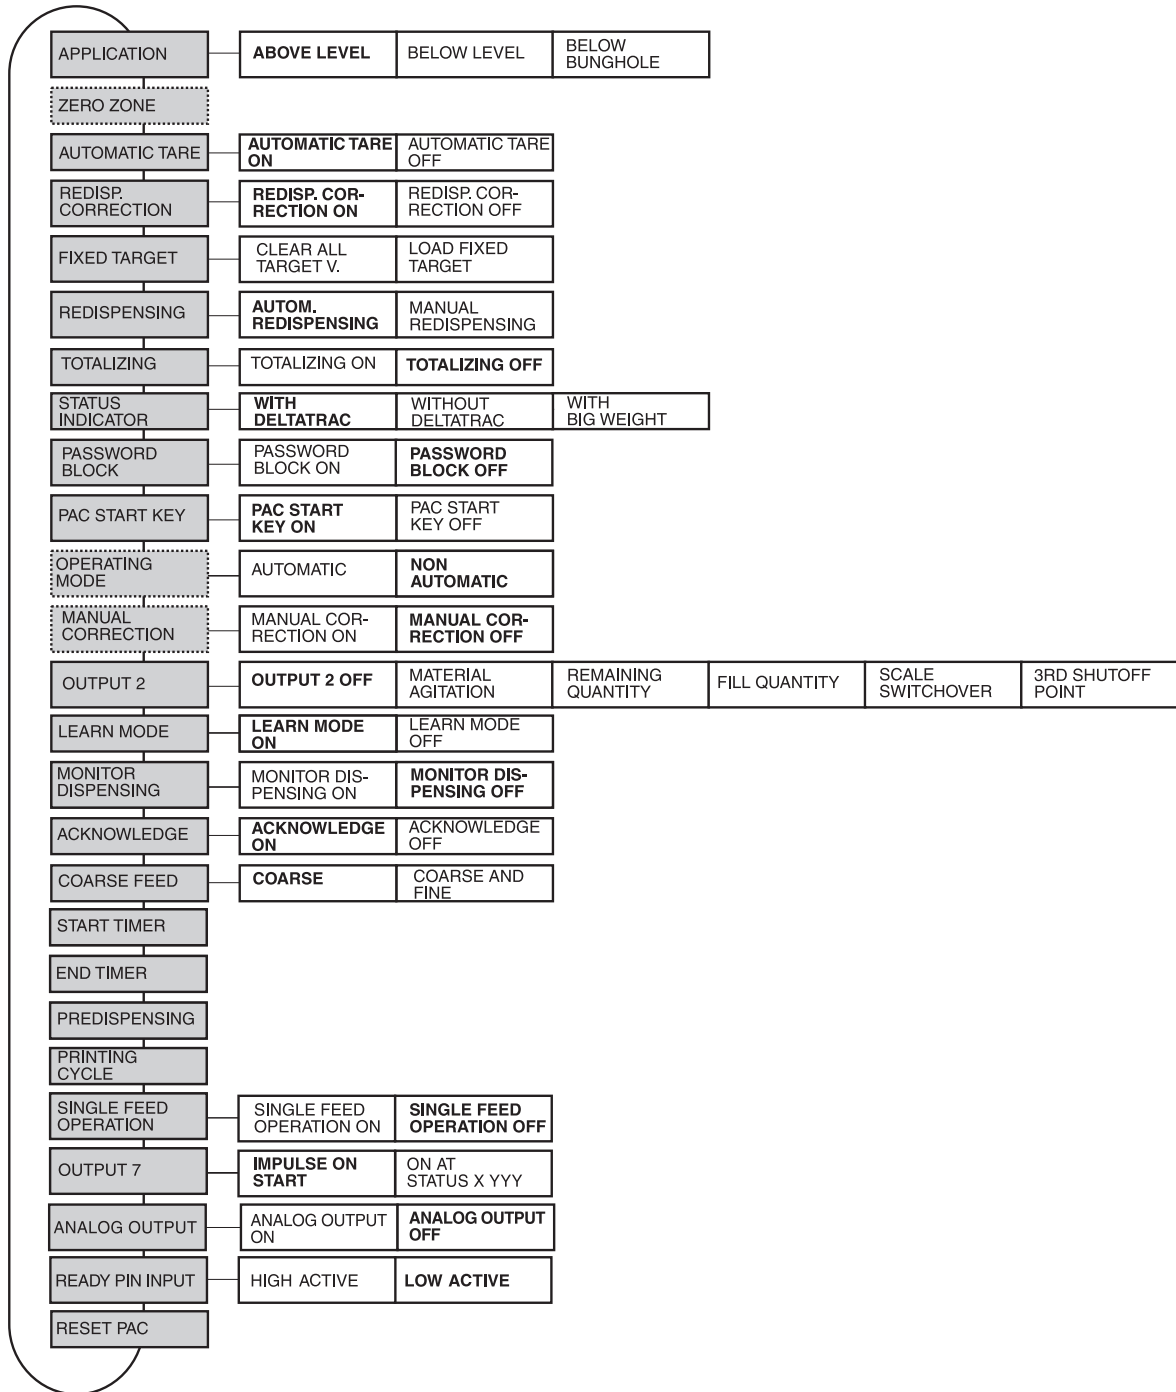 APPLICATION
ABOVE LEVEL
BELOW LEVEL
BELOW
BUNGHOLE
ZERO ZONE
AUTOMATIC TARE
AUTOMATIC TARE
ON
AUTOMATIC TARE
OFF
REDISP.
CORRECTION
REDISP. COR-
RECTION ON
REDISP. COR-
RECTION OFF
FIXED TARGET
CLEAR ALL
TARGET V.
LOAD FIXED
TARGET
REDISPENSING
AUTOM.
REDISPENSING
MANUAL
REDISPENSING
TOTALIZING
TOTALIZING ON
TOTALIZING OFF
STATUS
INDICATOR
WITH
DELTATRAC
WITHOUT
DELTATRAC
WITH
BIG WEIGHT
PASSWORD
BLOCK
PASSWORD
BLOCK ON
PASSWORD
BLOCK OFF
PAC START KEY
PAC START
KEY ON
PAC START
KEY OFF
OPERATING
MODE
AUTOMATIC
NON
AUTOMATIC
MANUAL
CORRECTION
MANUAL COR-
RECTION ON
MANUAL COR-
RECTION OFF
OUTPUT 2
OUTPUT 2 OFF
MATERIAL
AGITATION
REMAINING
QUANTITY
FILL QUANTITY
SCALE
SWITCHOVER
3RD SHUTOFF
POINT
LEARN MODE
LEARN MODE
ON
LEARN MODE
OFF
MONITOR
DISPENSING
MONITOR DIS-
PENSING ON
MONITOR DIS-
PENSING OFF
ACKNOWLEDGE
ACKNOWLEDGE
ON
ACKNOWLEDGE
OFF
COARSE FEED
COARSE
COARSE AND
FINE
START TIMER
END TIMER
PREDISPENSING
PRINTING
CYCLE
SINGLE FEED
OPERATION
SINGLE FEED
OPERATION ON
SINGLE FEED
OPERATION OFF
OUTPUT 7
IMPULSE ON
START
ON AT
STATUS X YYY
ANALOG OUTPUT
ANALOG OUTPUT
ON
ANALOG OUTPUT
OFF
READY PIN INPUT
HIGH ACTIVE
LOW ACTIVE
RESET PAC